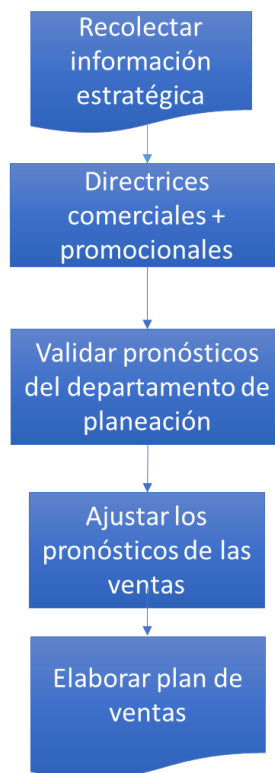 Recolectar
información
estratégica
Directrices
comerciales +
promocionales
Validar pronósticos
del departamento de
planeación
Ajustar los
pronósticos de las
ventas
Elaborar plan de
ventas